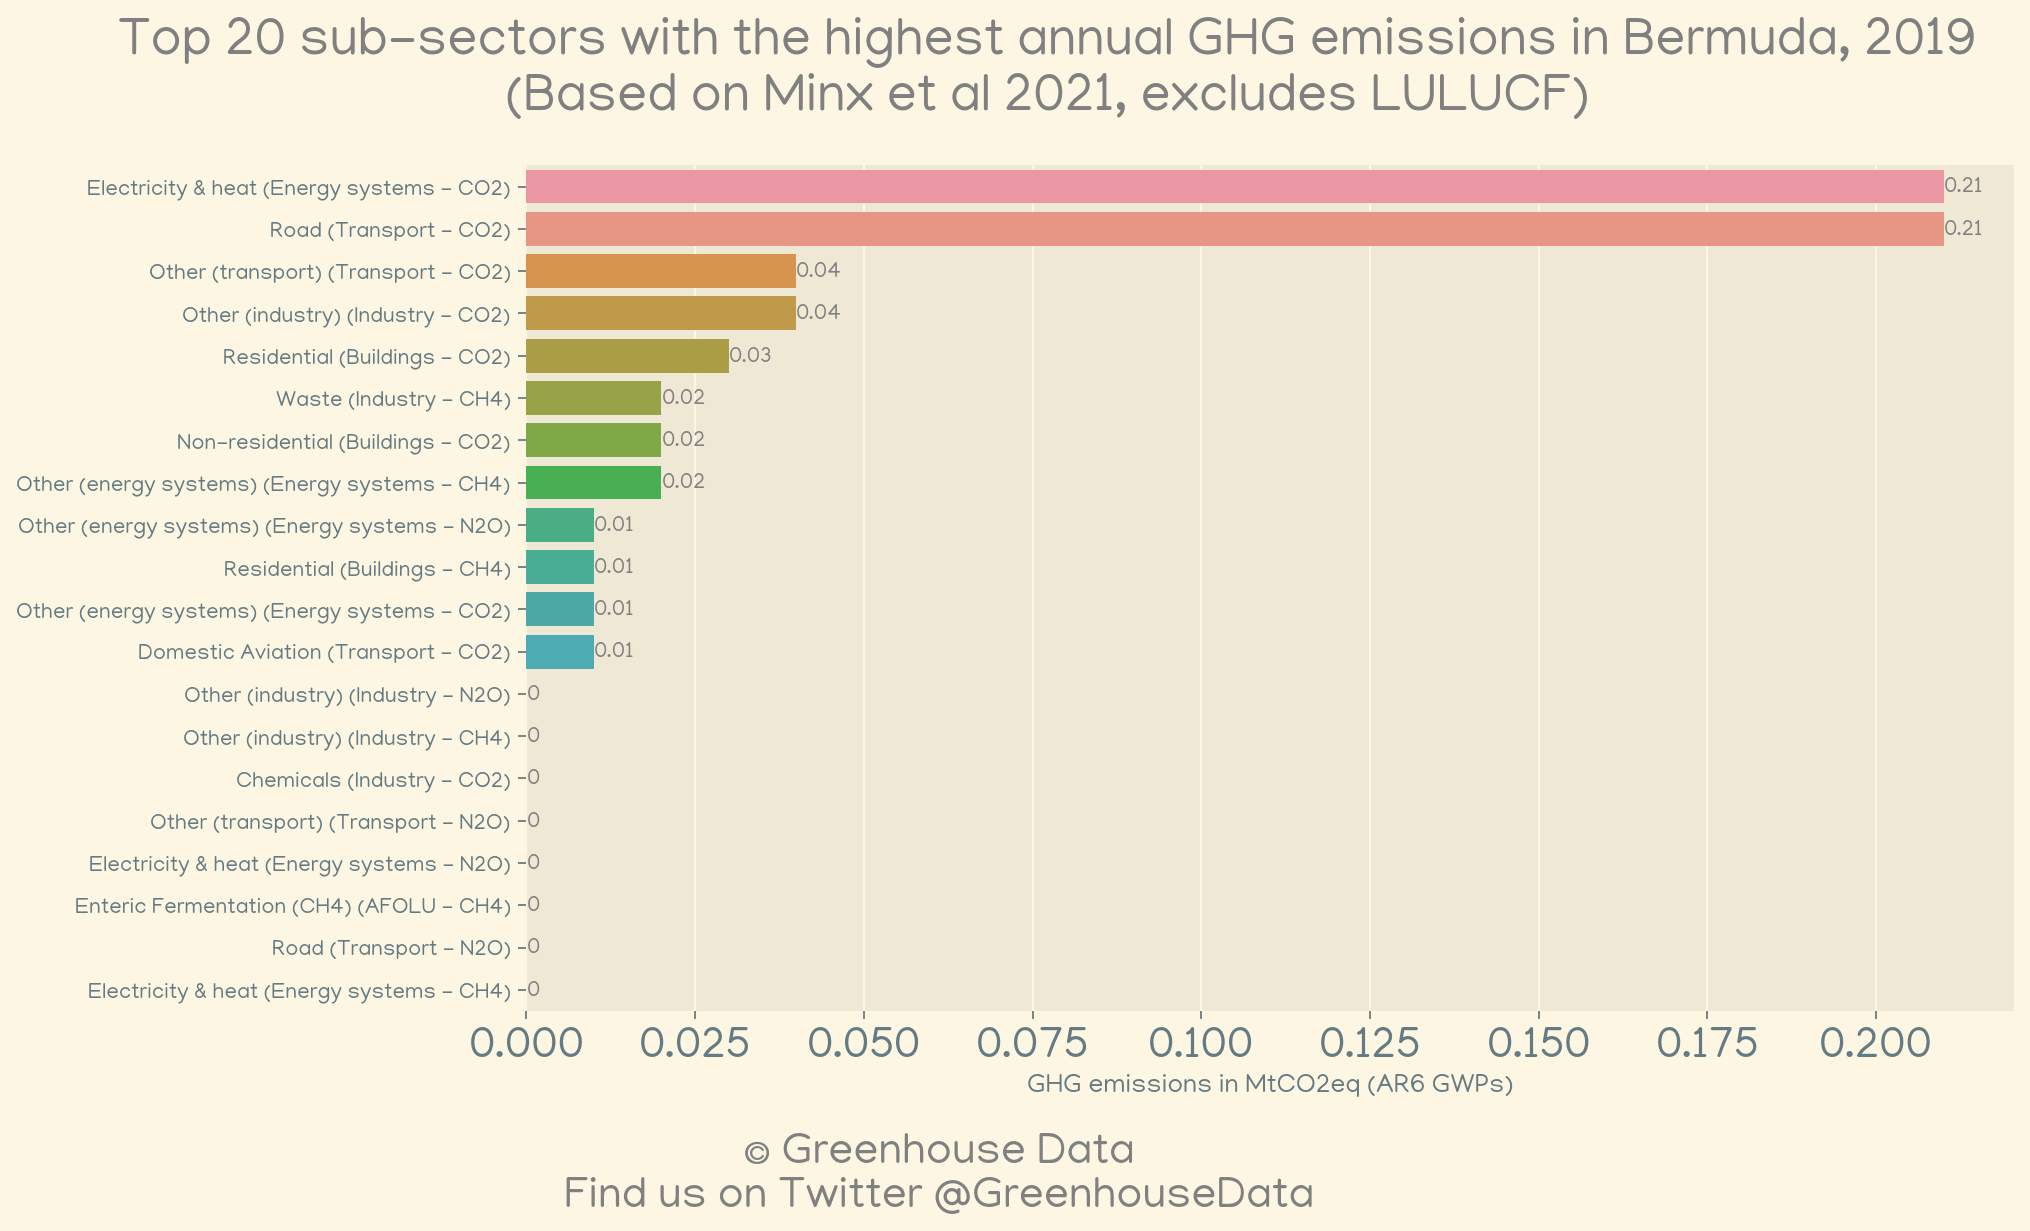 Top 20 sub-sectors with the highest annual GHG emissions in Bermuda, 2019
(Based on Minx et al 2021, excludes LULUCF)
Electricity & heat (Energy systems - CO2) 0.21
Road (Transport - CO2) 0.21
Other (transport) (Transport - CO2) 0.04
Other (industry) (Industry - CO2) 0.04
Residential (Buildings - CO2) 0.03
Waste (Industry - CH4) 0.02
Non-residential (Buildings - CO2) 0.02
Other (energy systems) (Energy systems - CH4) 0.02
Other (energy systems) (Energy systems - N2O) 0.01
Residential (Buildings - CH4) 0.01
Other (energy systems) (Energy systems - CO2) 0.01
Domestic Aviation (Transport - CO2) 0.01
Other (industry) (Industry - N2O) 0
Other (industry) (Industry - CH4) 0
Chemicals (Industry - CO2) 0
Other (transport) (Transport - N2O) 0
Electricity & heat (Energy systems - N2O) 0
Enteric Fermentation (CH4) (AFOLU - CH4) 0
Road (Transport - N2O) 0
Electricity & heat (Energy systems - CH4) 0
0.000 0.025 0.050 0.075 0.100 0.125 0.150 0.175 0.200
GHG emissions in MtCO2eq (AR6 GWPs)
© Greenhouse Data
Find us on Twitter @GreenhouseData